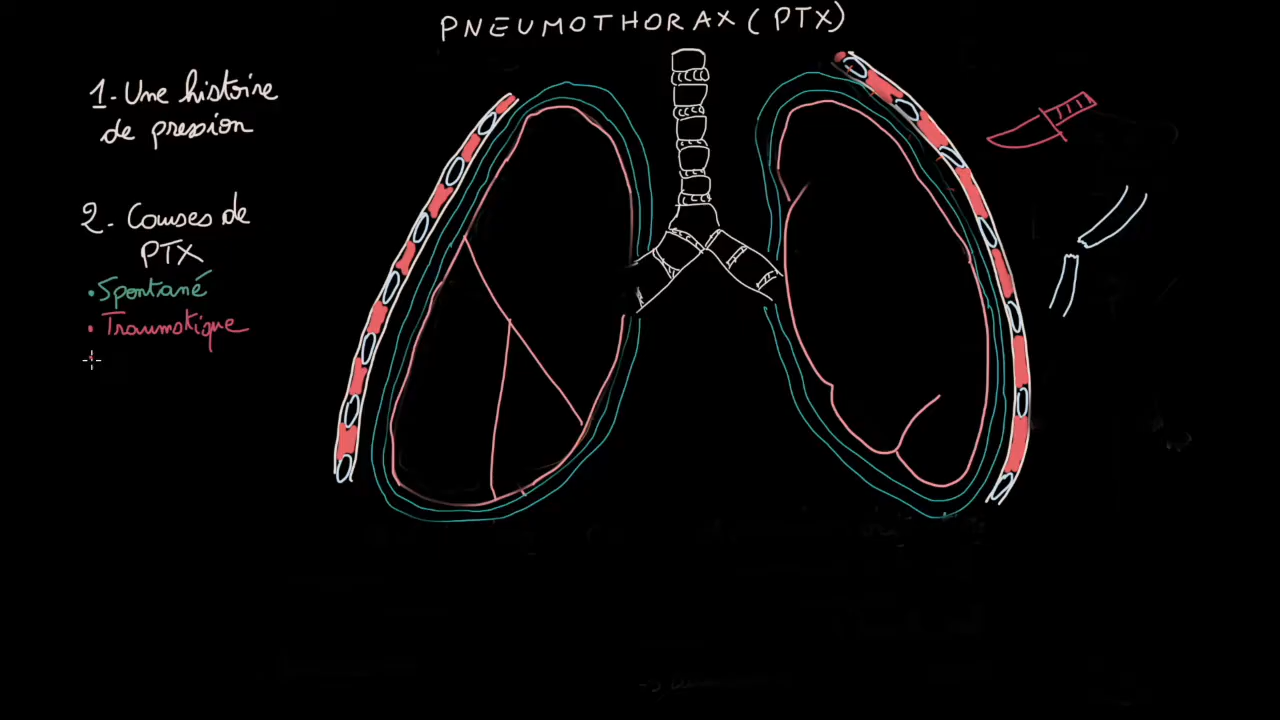 PNEUMOTHORAX (PTX)
1. Une histoire
de pression
2. Causes de
PTX
• Spontané
• Traumatique